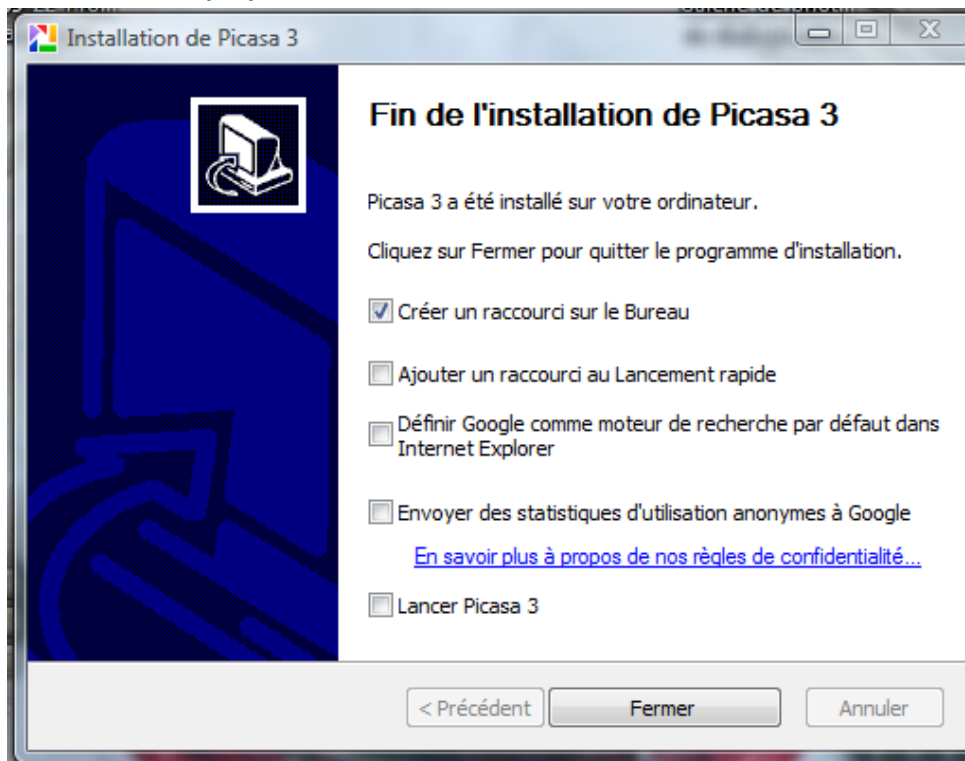 Installation de Picasa 3
Fin de l'installation de Picasa 3
Picasa 3 a été installé sur votre ordinateur.
Cliquez sur Fermer pour quitter le programme d'installation.
Créer un raccourci sur le Bureau
Ajouter un raccourci au Lancement rapide
Définir Google comme moteur de recherche par défaut dans
Internet Explorer
Envoyer des statistiques d'utilisation anonymes à Google
En savoir plus à propos de nos règles de confidentialité...
Lancer Picasa 3
< Précédent
Fermer
Annuler